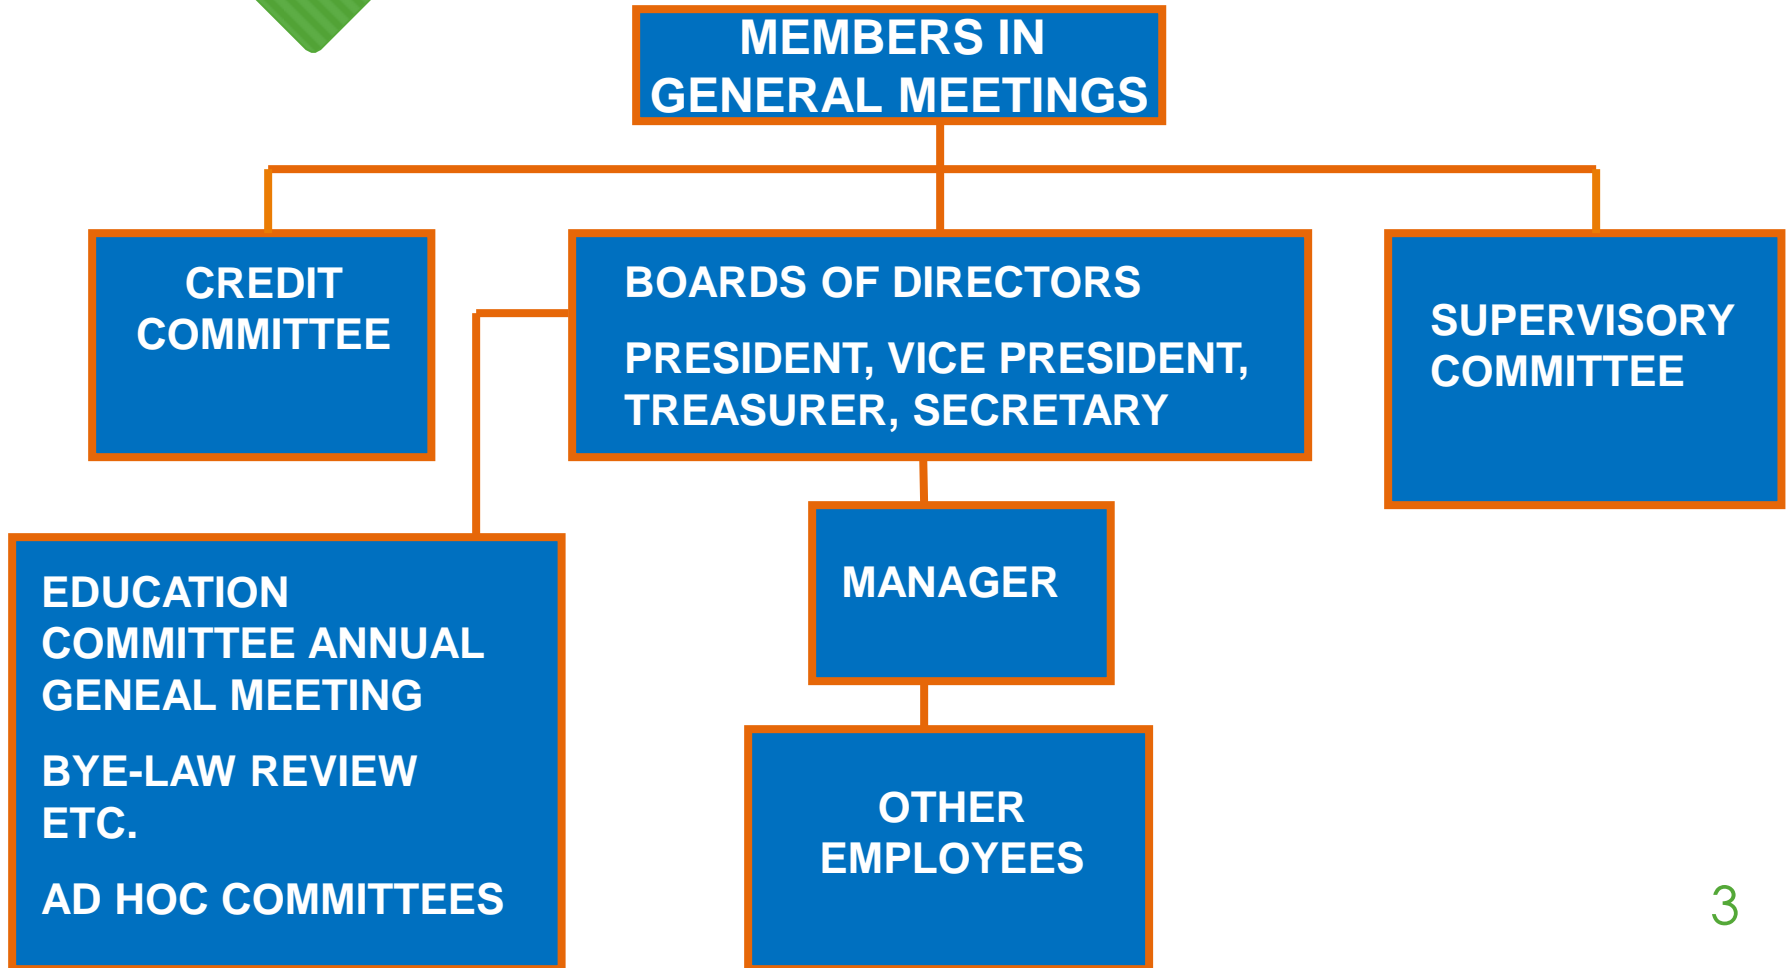 MEMBERS IN
GENERAL MEETINGS
CREDIT
COMMITTEE
BOARDS OF DIRECTORS
PRESIDENT, VICE PRESIDENT,
TREASURER, SECRETARY
SUPERVISORY
COMMITTEE
EDUCATION
COMMITTEE ANNUAL
GENEAL MEETING
BYE-LAW REVIEW
ETC.
AD HOC COMMITTEES
MANAGER
OTHER
EMPLOYEES
3